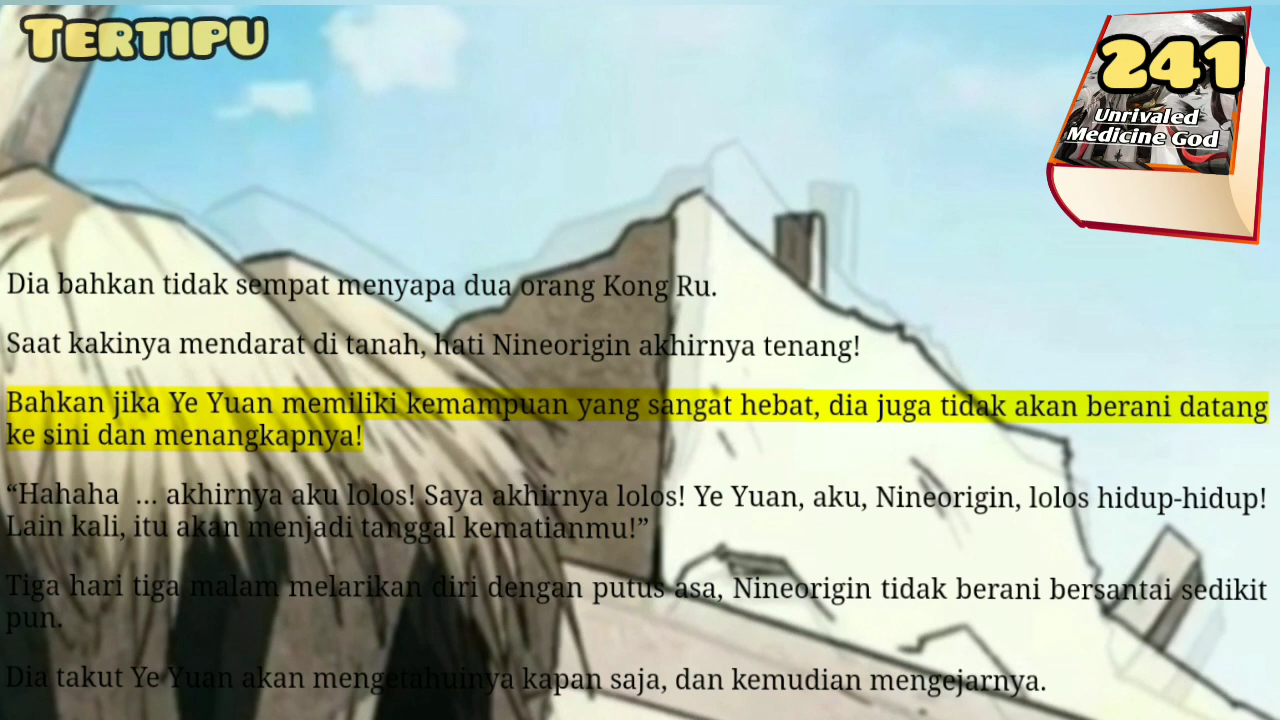 TERTIPU
241
Unrivaled
Medicine God
Dia bahkan tidak sempat menyapa dua orang Kong Ru.
Saat kakinya mendarat di tanah, hati Nineorigin akhirnya tenang!
Bahkan jika Ye Yuan memiliki kemampuan yang sangat hebat, dia juga tidak akan berani datang
ke sini dan menangkapnya!
“Hahaha  … akhirnya aku lolos! Saya akhirnya lolos! Ye Yuan, aku, Nineorigin, lolos hidup-hidup!
Lain kali, itu akan menjadi tanggal kematianmu!”
Tiga hari tiga malam melarikan diri dengan putus asa, Nineorigin tidak berani bersantai sedikit
pun.
Dia takut Ye Yuan akan mengetahuinya kapan saja, dan kemudian mengejarnya.